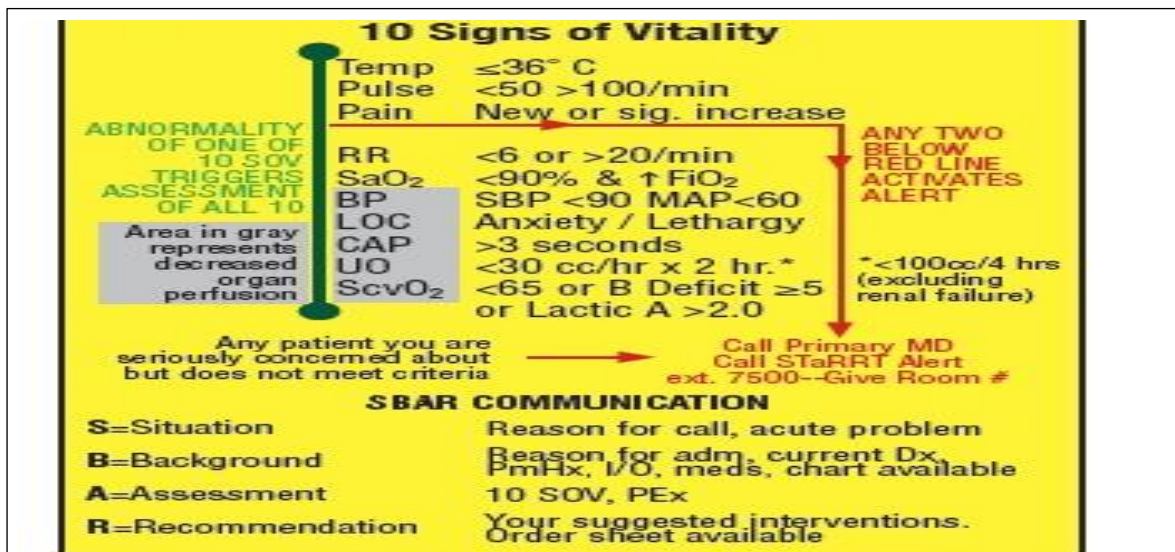 10 Signs of Vitality
Temp ≤36° C
Pulse <50 >100/min
Pain New or sig. increase
ABNORMALITY
OF ONE OF
10 SOV
TRIGGERS
ASSESSMENT
OF ALL 10
ANY TWO
BELOW
RED LINE
ACTIVATES
ALERT
RR <6 or >20/min
SaO₂ <90% & ↑FiO₂
BP SBP <90 MAP<60
LOC Anxiety / Lethargy
CAP >3 seconds
UO <30 cc/hr x 2 hr.*
ScvO₂ <65 or B Deficit ≥5
or Lactic A >2.0
Area in gray
represents
decreased
organ
perfusion
*<100cc/4 hrs
(excluding
renal failure)
Any patient you are
seriously concerned about
but does not meet criteria
Call Primary MD
Call STaRRT Alert
ext. 7500--Give Room #
SBAR COMMUNICATION
S=Situation Reason for call, acute problem
B=Background Reason for adm, current Dx,
PmHx, I/O, meds, chart available
A=Assessment 10 SOV, PEx
R=Recommendation Your suggested interventions.
Order sheet available